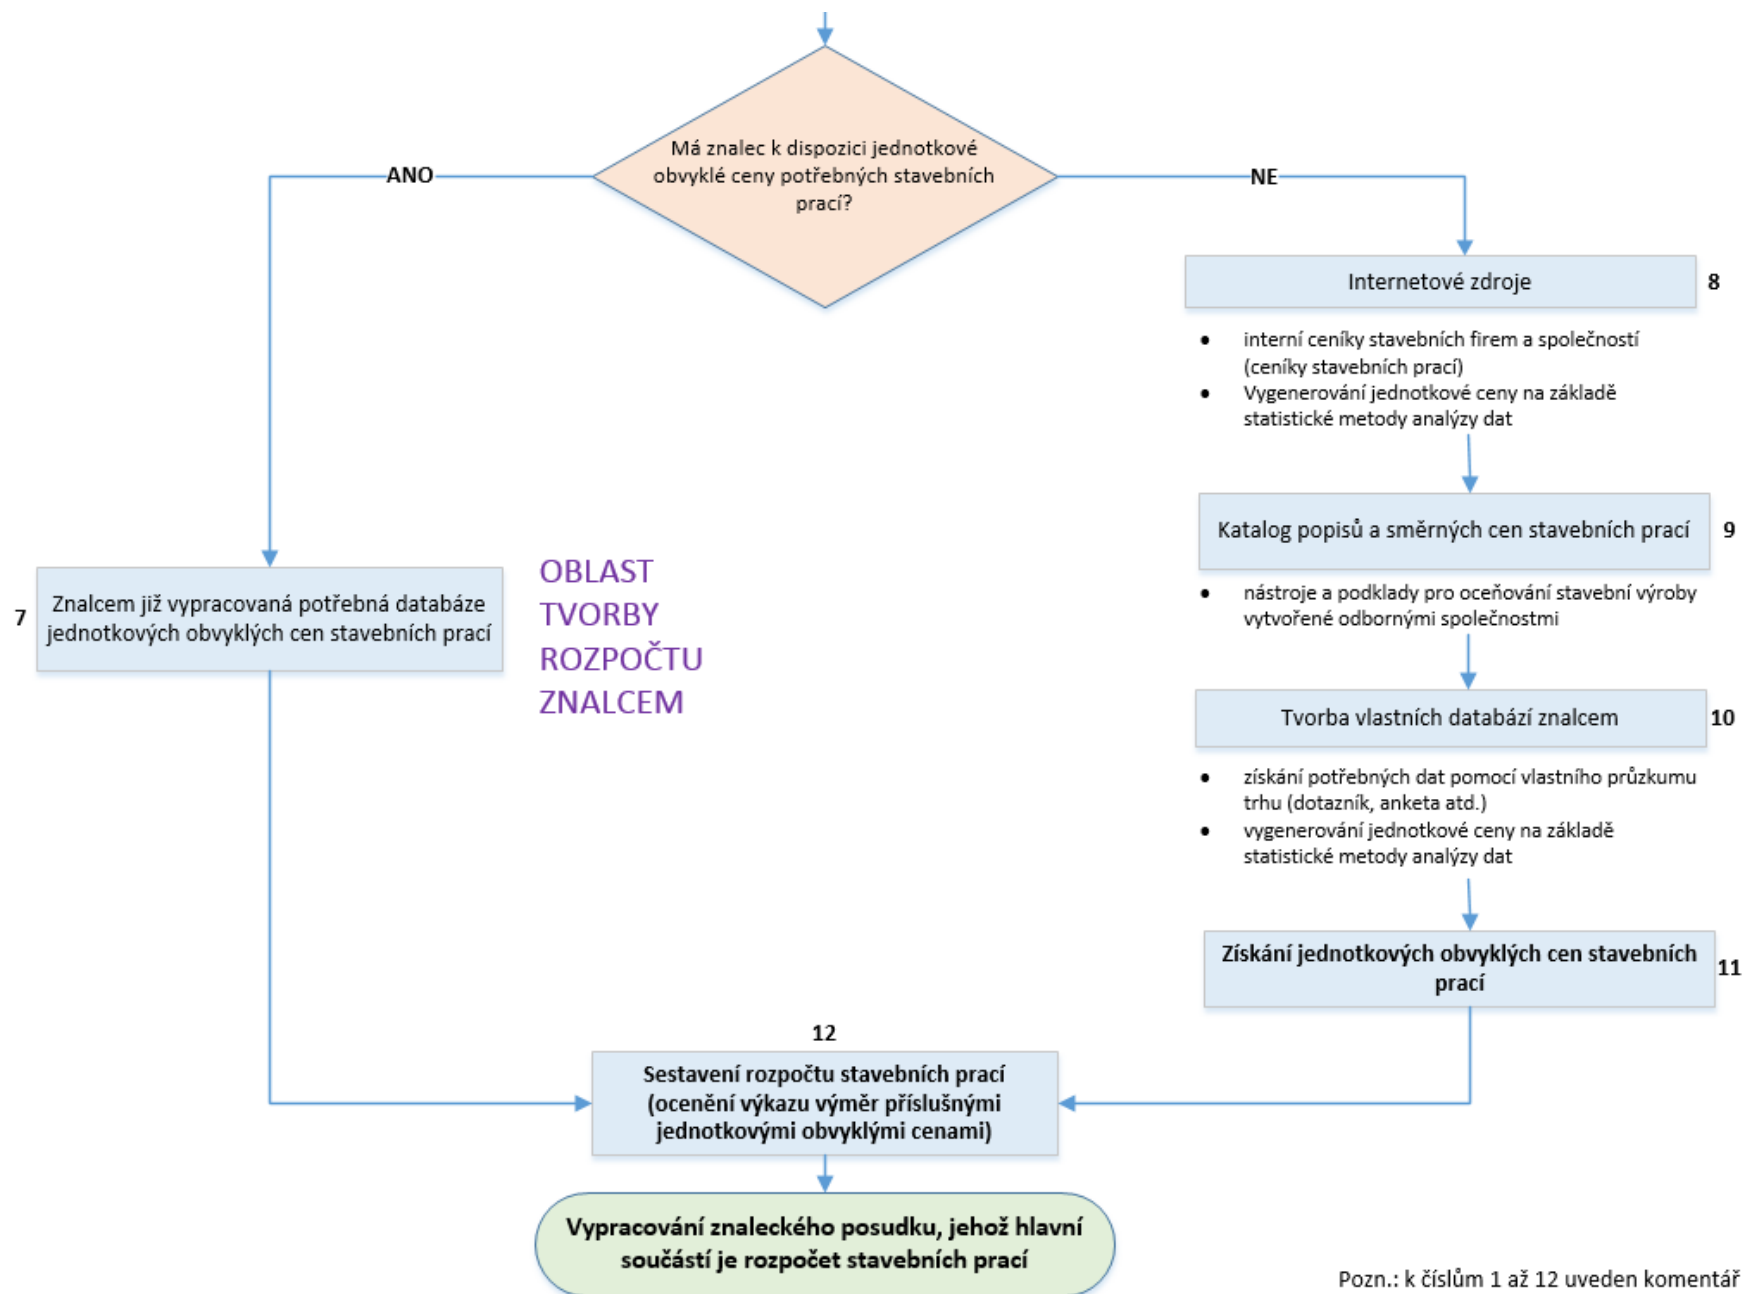 Má znalec k dispozici jednotkové
obvyklé ceny potřebných stavebních
prací?
ANO
NE
Internetové zdroje
8
● interní ceníky stavebních firem a společností
(ceníky stavebních prací)
● Vygenerování jednotkové ceny na základě
statistické metody analýzy dat
Katalog popisů a směrných cen stavebních prací
9
● nástroje a podklady pro oceňování stavební výroby
vytvořené odbornými společnostmi
7
Znalcem již vypracovaná potřebná databáze
jednotkových obvyklých cen stavebních prací
OBLAST
TVORBY
ROZPOČTU
ZNALCEM
Tvorba vlastních databází znalcem
10
● získání potřebných dat pomocí vlastního průzkumu
trhu (dotazník, anketa atd.)
● vygenerování jednotkové ceny na základě
statistické metody analýzy dat
Získání jednotkových obvyklých cen stavebních
prací
11
12
Sestavení rozpočtu stavebních prací
(ocenění výkazu výměr příslušnými
jednotkovými obvyklými cenami)
Vypracování znaleckého posudku, jehož hlavní
součástí je rozpočet stavebních prací
Pozn.: k číslům 1 až 12 uveden komentář